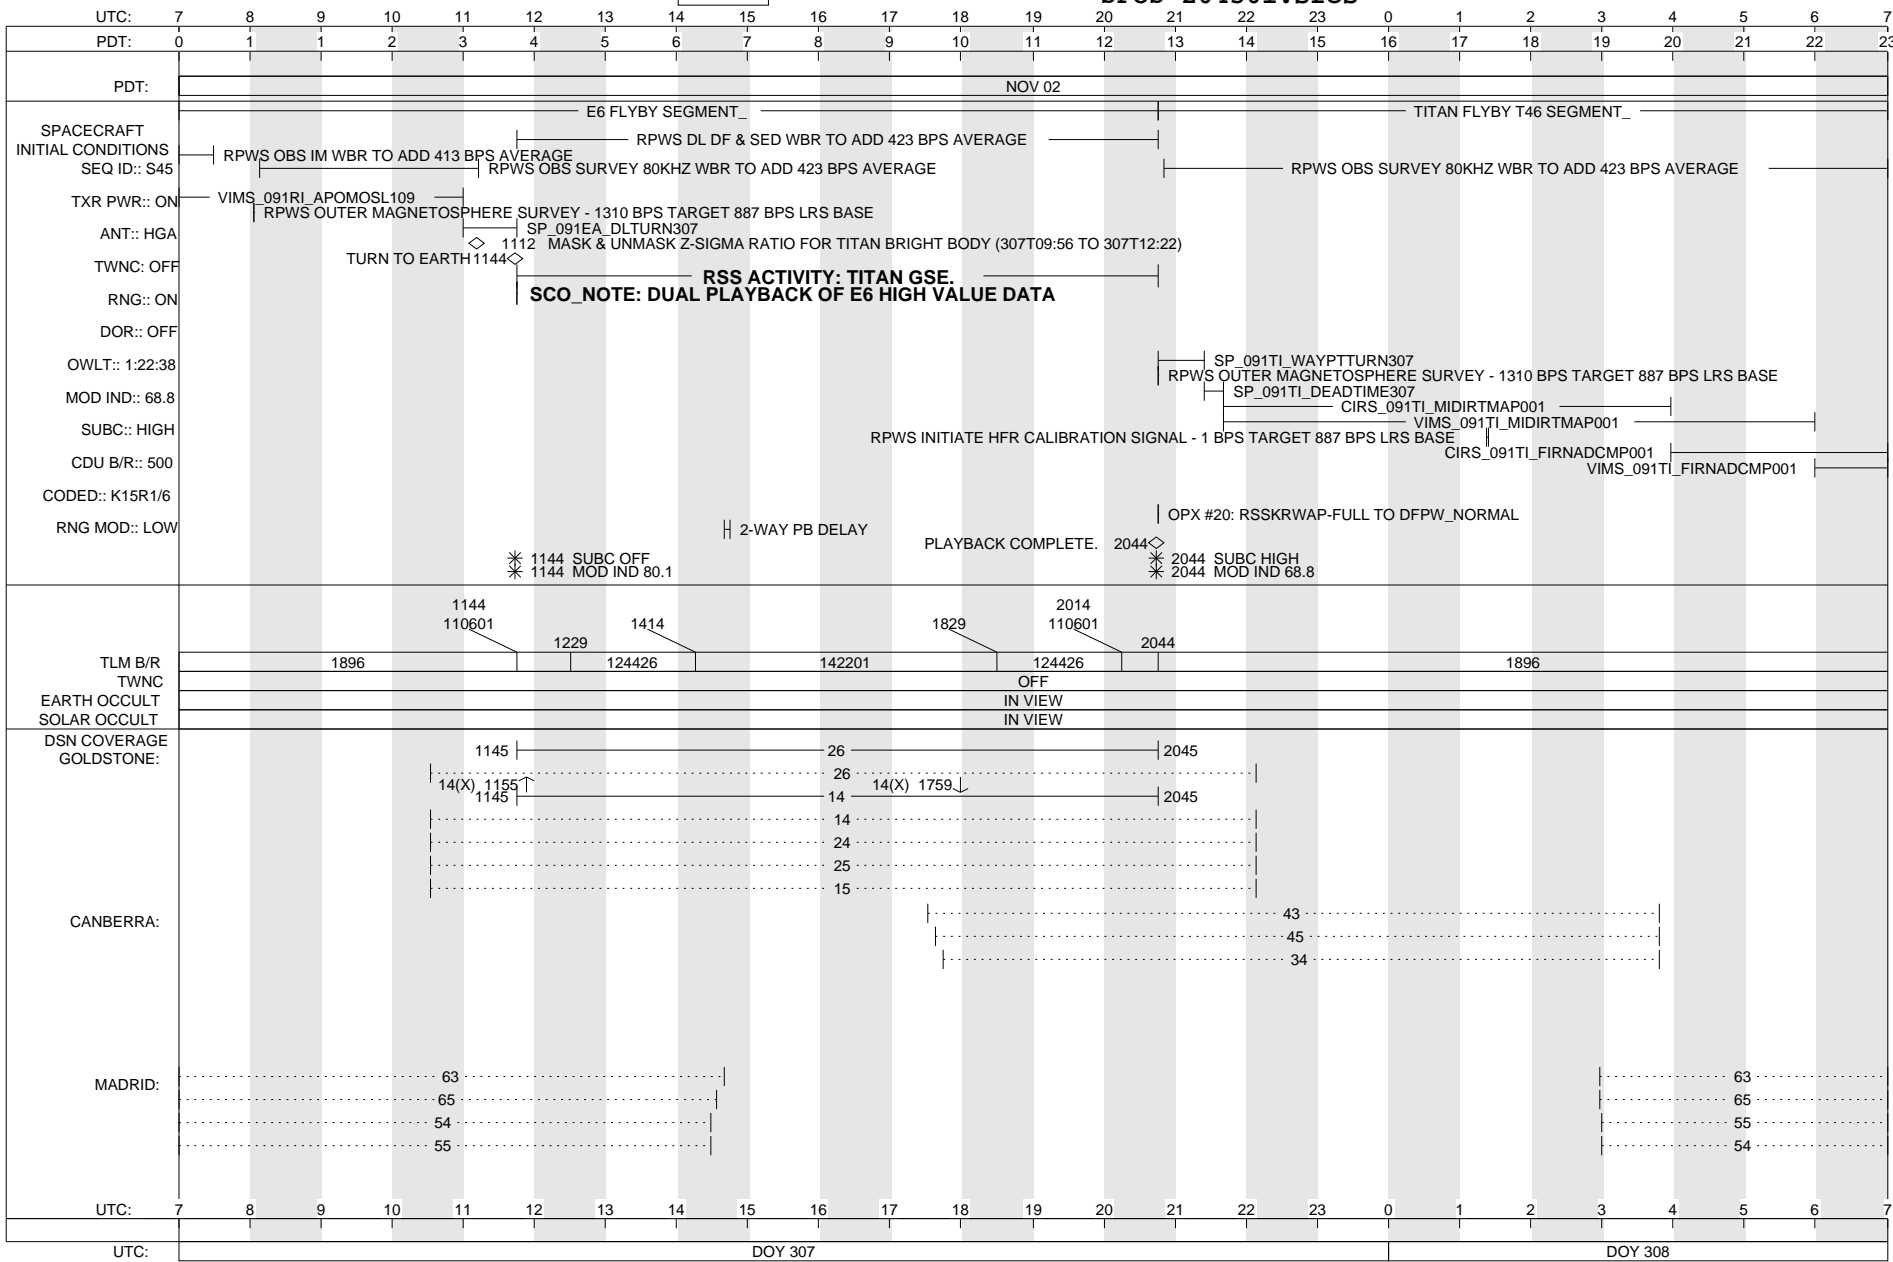 UTC: 7 8 9 10 11 12 13 14 15 16 17 18 19 20 21 22 23 0 1 2 3 4 5 6 7
PDT: 0 1 1 2 3 4 5 6 7 8 9 10 11 12 13 14 15 16 17 18 19 20 21 22 23
PDT: NOV 02
E6 FLYBY SEGMENT_ TITAN FLYBY T46 SEGMENT_
SPACECRAFT
INITIAL CONDITIONS
RPWS DL DF & SED WBR TO ADD 423 BPS AVERAGE
RPWS OBS IM WBR TO ADD 413 BPS AVERAGE
SEQ ID:: S45 RPWS OBS SURVEY 80KHZ WBR TO ADD 423 BPS AVERAGE RPWS OBS SURVEY 80KHZ WBR TO ADD 423 BPS AVERAGE
TXR PWR:: ON VIMS_091RI_APOMOSL109
RPWS OUTER MAGNETOSPHERE SURVEY - 1310 BPS TARGET 887 BPS LRS BASE
ANT:: HGA SP_091EA_DLTURN307
1112 MASK & UNMASK Z-SIGMA RATIO FOR TITAN BRIGHT BODY (307T09:56 TO 307T12:22)
TURN TO EARTH 1144
TWNC: OFF RSS ACTIVITY: TITAN GSE.
RNG:: ON SCO_NOTE: DUAL PLAYBACK OF E6 HIGH VALUE DATA
DOR:: OFF
OWLT:: 1:22:38 SP_091TI_WAYPTTURN307
RPWS OUTER MAGNETOSPHERE SURVEY - 1310 BPS TARGET 887 BPS LRS BASE
MOD IND:: 68.8 SP_091TI_DEADTIME307
CIRS_091TI_MIDIRTMAP001
SUBC:: HIGH VIMS_091TI_MIDIRTMAP001
RPWS INITIATE HFR CALIBRATION SIGNAL - 1 BPS TARGET 887 BPS LRS BASE
CIRS_091TI_FIRNADCMP001
CDU B/R:: 500 VIMS_091TI_FIRNADCMP001
CODED:: K15R1/6
OPX #20: RSSKRWAP-FULL TO DFPW_NORMAL
RNG MOD:: LOW 2-WAY PB DELAY
PLAYBACK COMPLETE. 2044
1144 SUBC OFF 2044 SUBC HIGH
1144 MOD IND 80.1 2044 MOD IND 68.8
1144 2014
110601 1414 1829 110601
1229 2044
TLM B/R 1896 124426 142201 124426 1896
TWNC OFF
EARTH OCCULT IN VIEW
SOLAR OCCULT IN VIEW
DSN COVERAGE
GOLDSTONE: 1145 26 2045
26
14(X) 1155 14(X) 1759
1145 14 2045
14
24
25
15
CANBERRA: 43
45
34
MADRID: 63 63
65 65
54 55
55 54
UTC: 7 8 9 10 11 12 13 14 15 16 17 18 19 20 21 22 23 0 1 2 3 4 5 6 7
UTC: DOY 307 DOY 308